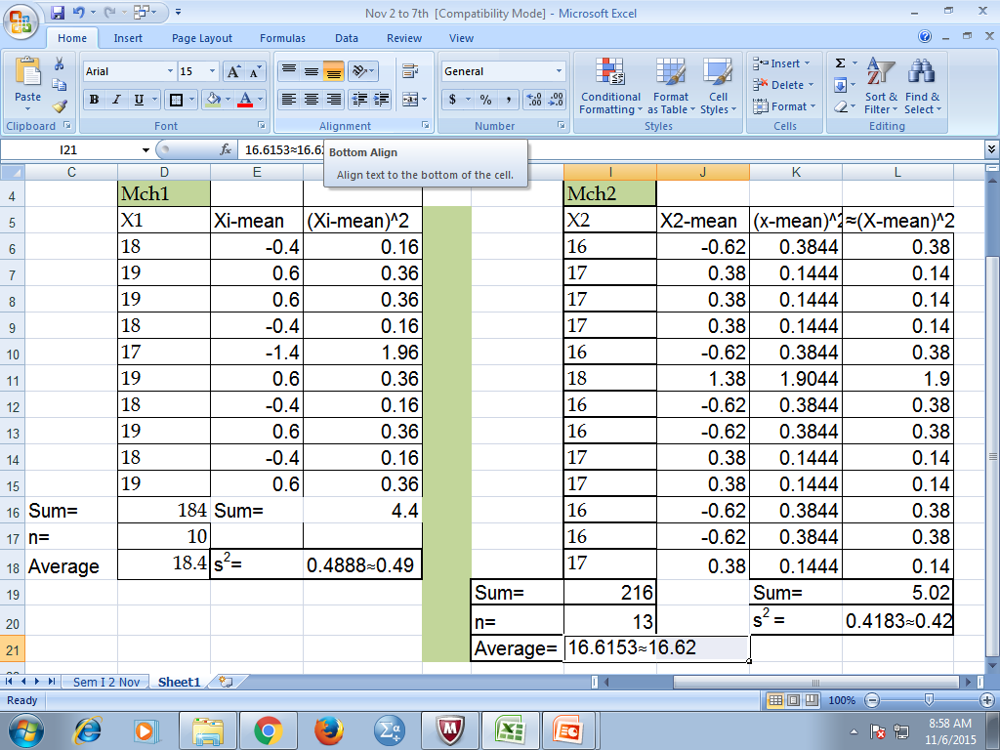 Nov 2 to 7th [Compatibility Mode] - Microsoft Excel
Home Insert Page Layout Formulas Data Review View
Paste
Arial 15
General
Conditional Formatting
Format as Table
Cell Styles
Insert
Delete
Format
Sort & Filter
Find & Select
Clipboard Font Alignment Number Styles Cells Editing
I21 fx 16.6153≈16.62
Bottom Align
Align text to the bottom of the cell.
C D E I J K L
4 Mch1 Mch2
5 X1 Xi-mean (Xi-mean)^2 X2 X2-mean (x-mean)^2 ≈(X-mean)^2
6 18 -0.4 0.16 16 -0.62 0.3844 0.38
7 19 0.6 0.36 17 0.38 0.1444 0.14
8 19 0.6 0.36 17 0.38 0.1444 0.14
9 18 -0.4 0.16 17 0.38 0.1444 0.14
10 17 -1.4 1.96 16 -0.62 0.3844 0.38
11 19 0.6 0.36 18 1.38 1.9044 1.9
12 18 -0.4 0.16 16 -0.62 0.3844 0.38
13 19 0.6 0.36 16 -0.62 0.3844 0.38
14 18 -0.4 0.16 17 0.38 0.1444 0.14
15 19 0.6 0.36 17 0.38 0.1444 0.14
16 Sum= 184 Sum= 4.4 16 -0.62 0.3844 0.38
17 n= 10 16 -0.62 0.3844 0.38
18 Average 18.4 s²= 0.4888≈0.49 17 0.38 0.1444 0.14
19 Sum= 216 Sum= 5.02
20 n= 13 s² = 0.4183≈0.42
21 Average= 16.6153≈16.62
Sem I 2 Nov Sheet1
Ready 100%
8:58 AM
11/6/2015